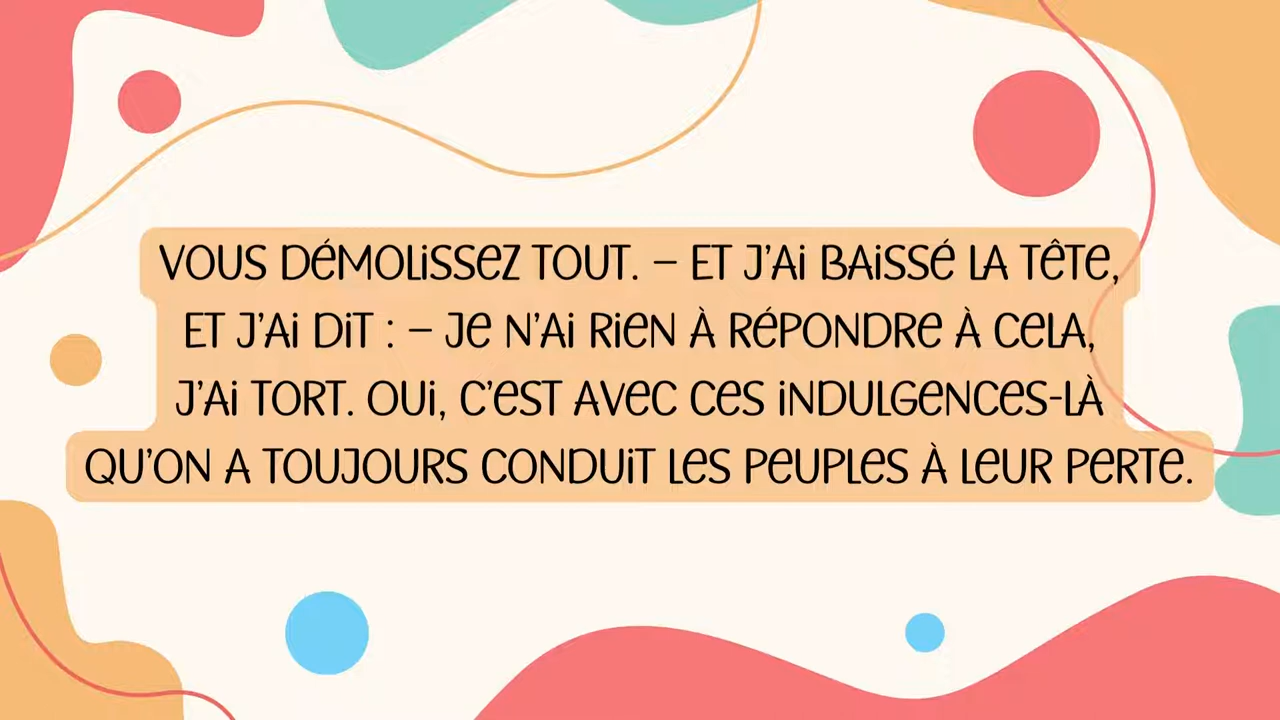 VOUS DÉMOLISSEZ TOUT. – ET J'AI BAISSÉ LA TÊTE,
ET J'AI DIT : – JE N'AI RIEN À RÉPONDRE À CELA,
J'AI TORT. OUI, C'EST AVEC CES INDULGENCES-LÀ
QU'ON A TOUJOURS CONDUIT LES PEUPLES À LEUR PERTE.